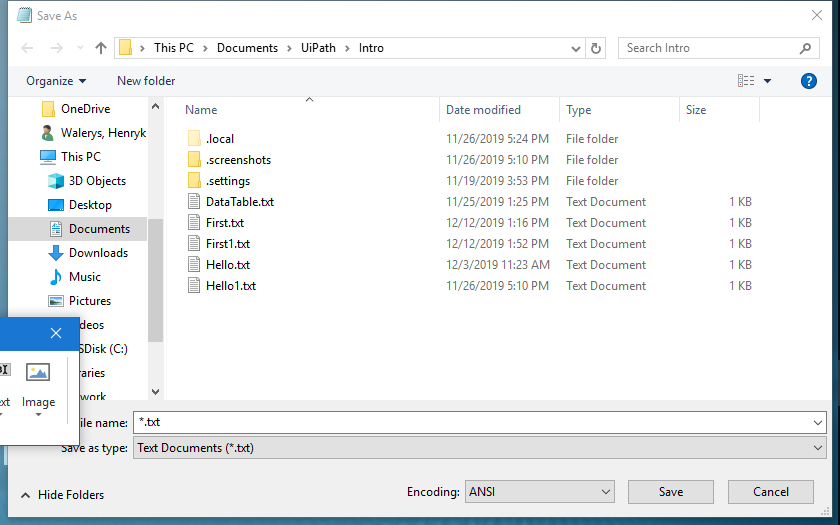 Save As
This PC > Documents > UiPath > Intro
Search Intro
Organize
New folder
?
Name Date modified Type Size
OneDrive
Walerys, Henryk
This PC
3D Objects
Desktop
Documents
Downloads
Music
Pictures
deos
SDisk (C:)
raries
work
.local 11/26/2019 5:24 PM File folder
.screenshots 11/26/2019 5:10 PM File folder
.settings 11/19/2019 3:53 PM File folder
DataTable.txt 11/25/2019 1:25 PM Text Document 1 KB
First.txt 12/12/2019 1:16 PM Text Document 1 KB
First1.txt 12/12/2019 1:52 PM Text Document 1 KB
Hello.txt 12/3/2019 11:23 AM Text Document 1 KB
Hello1.txt 11/26/2019 5:10 PM Text Document 1 KB
ext
Image
ile name: *.txt
Save as type: Text Documents (*.txt)
Hide Folders
Encoding: ANSI
Save
Cancel